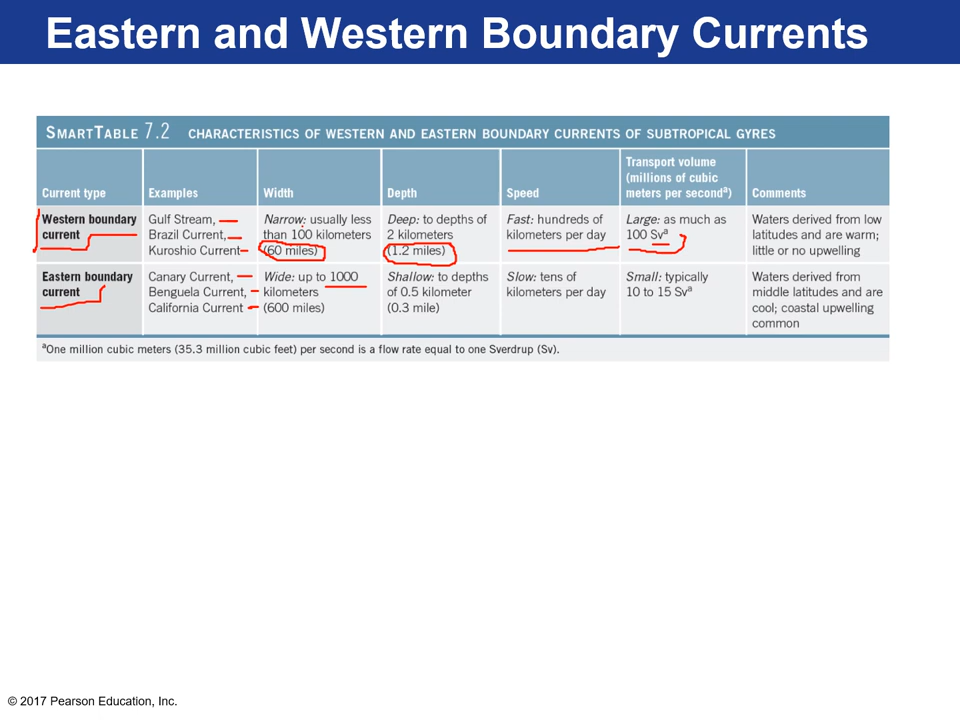 Eastern and Western Boundary Currents
SMARTTABLE 7.2 CHARACTERISTICS OF WESTERN AND EASTERN BOUNDARY CURRENTS OF SUBTROPICAL GYRES
Current type
Examples
Width
Depth
Speed
Transport volume
(millions of cubic
meters per secondᵃ)
Comments
Western boundary
current
Gulf Stream,
Brazil Current,
Kuroshio Current
Narrow: usually less
than 100 kilometers
(60 miles)
Deep: to depths of
2 kilometers
(1.2 miles)
Fast: hundreds of
kilometers per day
Large: as much as
100 Svᵃ
Waters derived from low
latitudes and are warm;
little or no upwelling
Eastern boundary
current
Canary Current,
Benguela Current,
California Current
Wide: up to 1000
kilometers
(600 miles)
Shallow: to depths
of 0.5 kilometer
(0.3 mile)
Slow: tens of
kilometers per day
Small: typically
10 to 15 Svᵃ
Waters derived from
middle latitudes and are
cool; coastal upwelling
common
ᵃOne million cubic meters (35.3 million cubic feet) per second is a flow rate equal to one Sverdrup (Sv).
© 2017 Pearson Education, Inc.